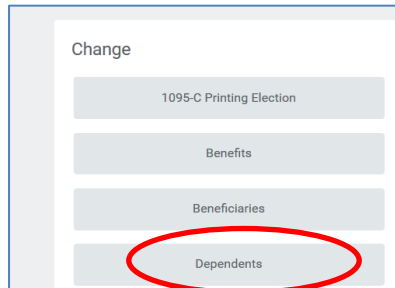 Change
1095-C Printing Election
Benefits
Beneficiaries
Dependents